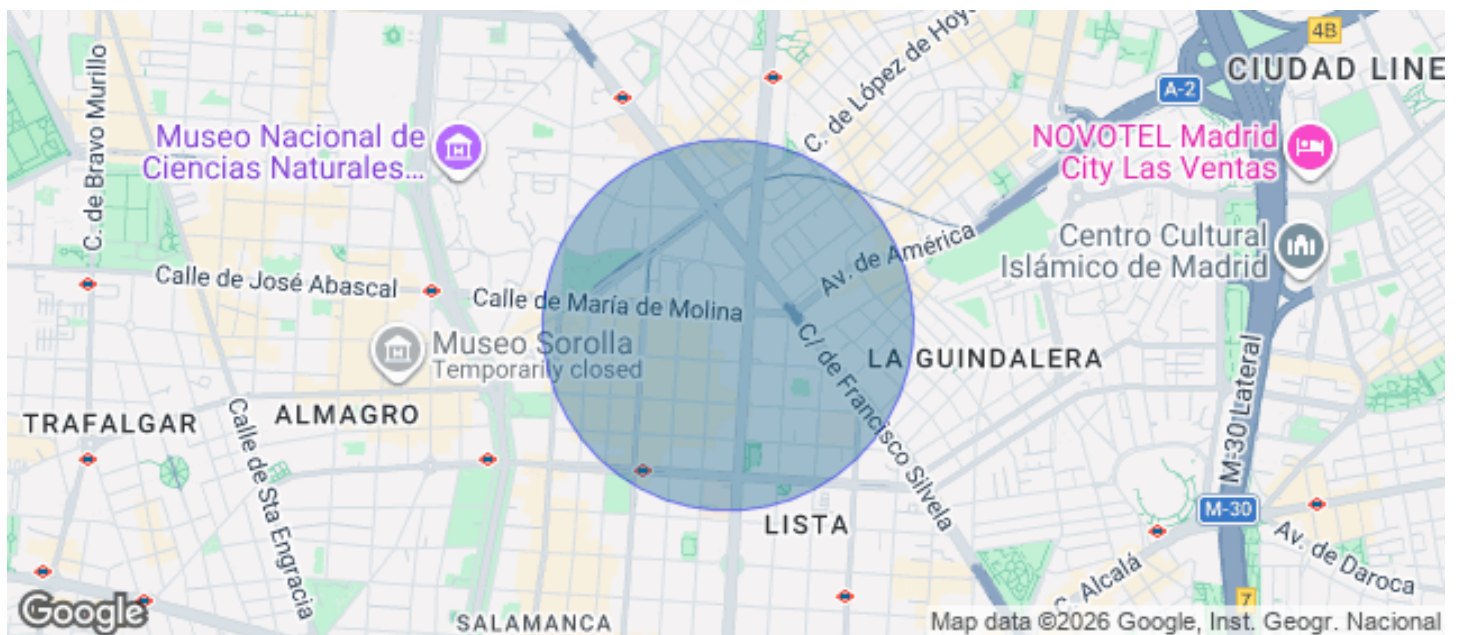 4B
CIUDAD LINE
C. de Bravo Murillo
C. de López de Hoyo
A-2
Museo Nacional de
Ciencias Naturales...
NOVOTEL Madrid
City Las Ventas
Av. de América
Centro Cultural
Islámico de Madrid
Calle de José Abascal
Calle de María de Molina
Museo Sorolla
Temporarily closed
C/ de Francisco Silvela
LA GUINDALERA
M-30 Lateral
TRAFALGAR
ALMAGRO
Calle de Sta Engracia
LISTA
M-30
Av. de Daroca
C. Alcalá
7
Google
SALAMANCA
Map data ©2026 Google, Inst. Geogr. Nacional